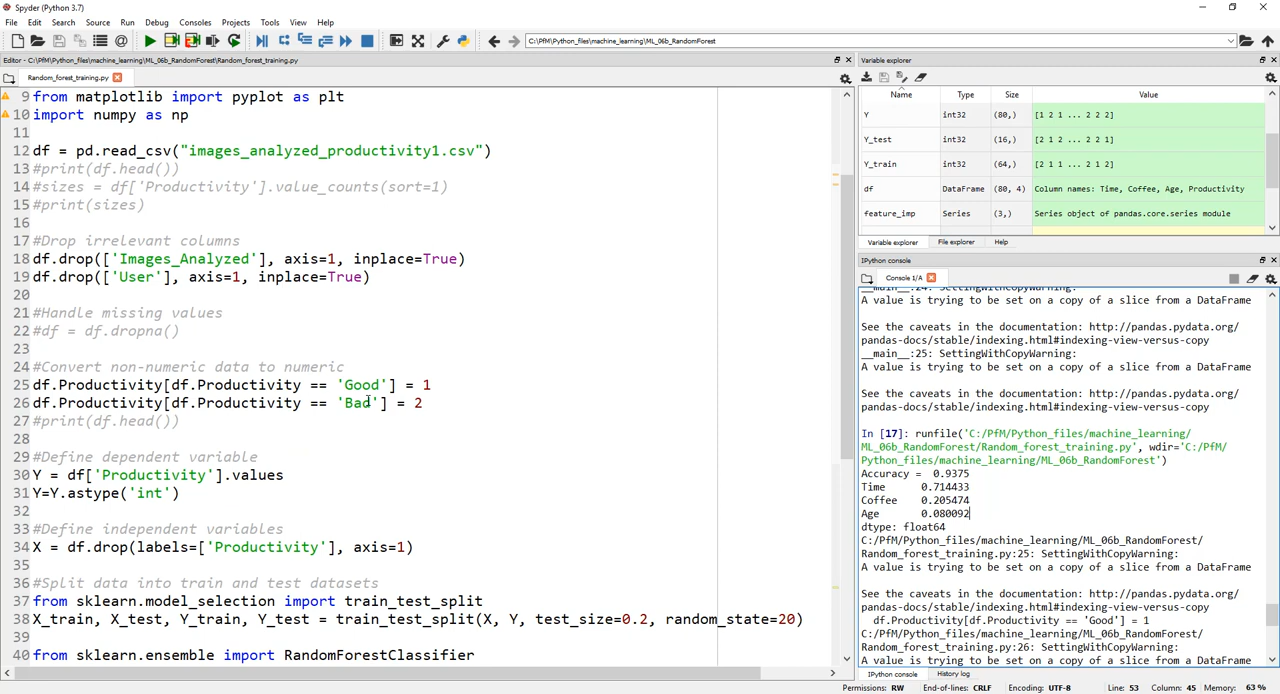 Spyder (Python 3.7)
File Edit Search Source Run Debug Consoles Projects Tools View Help
C:\PfM\Python_files\machine_learning\ML_06b_RandomForest
Editor - C:\PfM\Python_files\machine_learning\ML_06b_RandomForest\Random_forest_training.py
Random_forest_training.py
9 from matplotlib import pyplot as plt
10 import numpy as np
11
12 df = pd.read_csv("images_analyzed_productivity1.csv")
13 #print(df.head())
14 #sizes = df['Productivity'].value_counts(sort=1)
15 #print(sizes)
16
17 #Drop irrelevant columns
18 df.drop(['Images_Analyzed'], axis=1, inplace=True)
19 df.drop(['User'], axis=1, inplace=True)
20
21 #Handle missing values
22 #df = df.dropna()
23
24 #Convert non-numeric data to numeric
25 df.Productivity[df.Productivity == 'Good'] = 1
26 df.Productivity[df.Productivity == 'Bad'] = 2
27 #print(df.head())
28
29 #Define dependent variable
30 Y = df['Productivity'].values
31 Y=Y.astype('int')
32
33 #Define independent variables
34 X = df.drop(labels=['Productivity'], axis=1)
35
36 #Split data into train and test datasets
37 from sklearn.model_selection import train_test_split
38 X_train, X_test, Y_train, Y_test = train_test_split(X, Y, test_size=0.2, random_state=20)
39
40 from sklearn.ensemble import RandomForestClassifier
Variable explorer
Name Type Size Value
Y int32 (80,) [1 2 1 ... 2 2 2]
Y_test int32 (16,) [2 1 2 ... 2 2 1]
Y_train int32 (64,) [2 1 1 ... 2 1 2]
df DataFrame (80, 4) Column names: Time, Coffee, Age, Productivity
feature_imp Series (3,) Series object of pandas.core.series module
Variable explorer File explorer Help
IPython console
Console 1/A
__main__:24: SettingWithCopyWarning:
A value is trying to be set on a copy of a slice from a DataFrame

See the caveats in the documentation: http://pandas.pydata.org/
pandas-docs/stable/indexing.html#indexing-view-versus-copy
__main__:25: SettingWithCopyWarning:
A value is trying to be set on a copy of a slice from a DataFrame

See the caveats in the documentation: http://pandas.pydata.org/
pandas-docs/stable/indexing.html#indexing-view-versus-copy

In [17]: runfile('C:/PfM/Python_files/machine_learning/
ML_06b_RandomForest/Random_forest_training.py', wdir='C:/PfM/
Python_files/machine_learning/ML_06b_RandomForest')
Accuracy = 0.9375
Time 0.714433
Coffee 0.205474
Age 0.080092
dtype: float64
C:/PfM/Python_files/machine_learning/ML_06b_RandomForest/
Random_forest_training.py:25: SettingWithCopyWarning:
A value is trying to be set on a copy of a slice from a DataFrame

See the caveats in the documentation: http://pandas.pydata.org/
pandas-docs/stable/indexing.html#indexing-view-versus-copy
df.Productivity[df.Productivity == 'Good'] = 1
C:/PfM/Python_files/machine_learning/ML_06b_RandomForest/
Random_forest_training.py:26: SettingWithCopyWarning:
A value is trying to be set on a copy of a slice from a DataFrame
IPython console History log
Permissions: RW End-of-lines: CRLF Encoding: UTF-8 Line: 53 Column: 45 Memory: 63 %